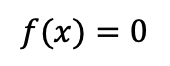 f(x) = 0